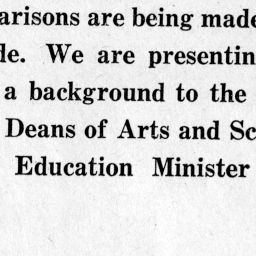 arisons are being made
de. We are presentin
a background to the
Deans of Arts and Sc
Education Minister